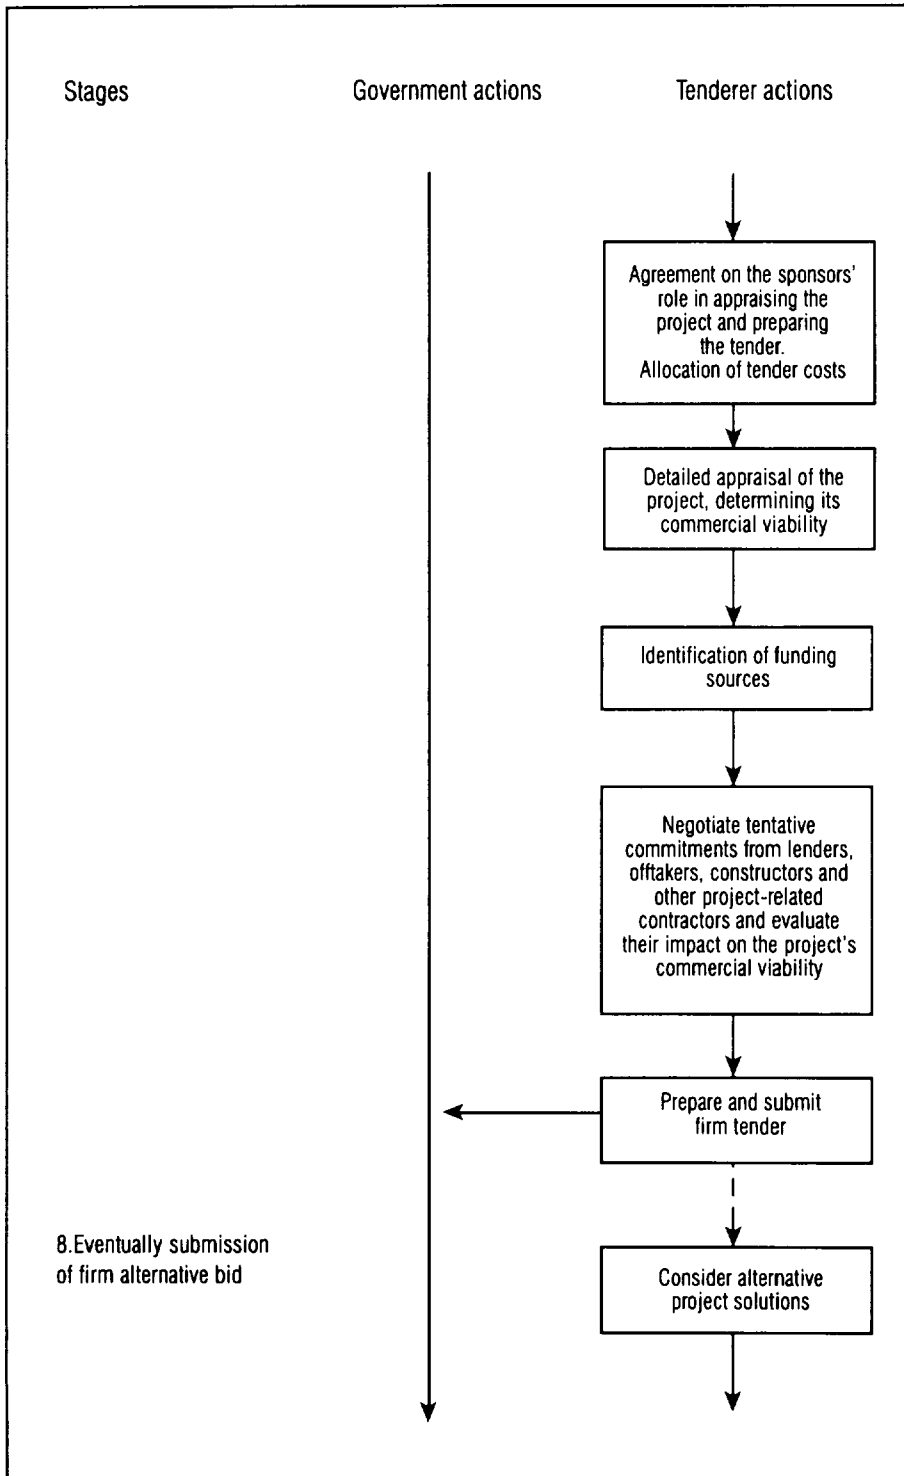 Stages
Government actions
Tenderer actions
Agreement on the sponsors'
role in appraising the
project and preparing
the tender.
Allocation of tender costs
Detailed appraisal of the
project, determining its
commercial viability
Identification of funding
sources
Negotiate tentative
commitments from lenders,
offtakers, constructors and
other project-related
contractors and evaluate
their impact on the project's
commercial viability
Prepare and submit
firm tender
8.Eventually submission
of firm alternative bid
Consider alternative
project solutions